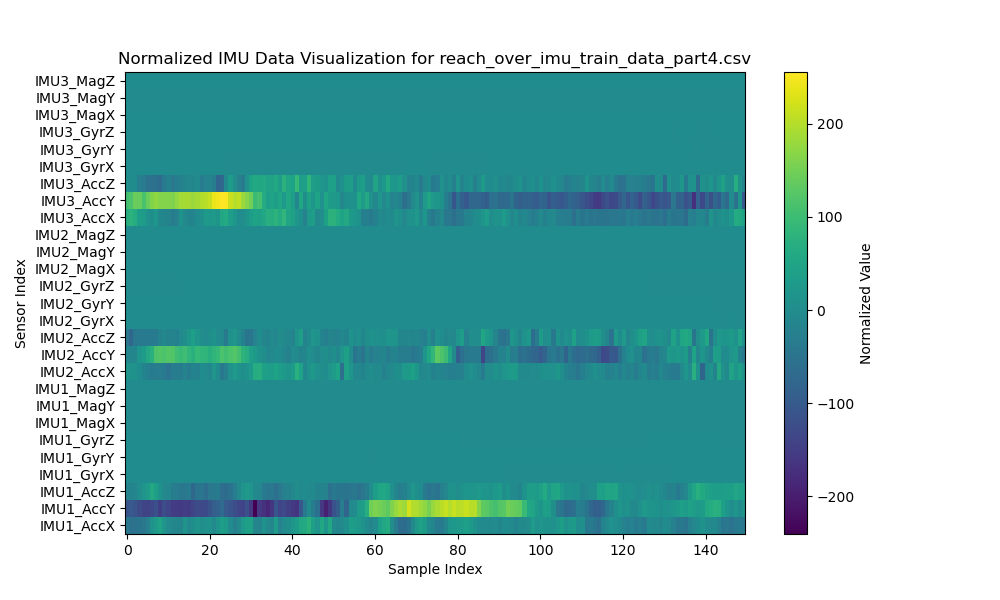 Normalized IMU Data Visualization for reach_over_imu_train_data_part4.csv
IMU3_MagZ
IMU3_MagY
IMU3_MagX
IMU3_GyrZ
IMU3_GyrY
IMU3_GyrX
IMU3_AccZ
IMU3_AccY
IMU3_AccX
IMU2_MagZ
IMU2_MagY
IMU2_MagX
IMU2_GyrZ
IMU2_GyrY
IMU2_GyrX
IMU2_AccZ
IMU2_AccY
IMU2_AccX
IMU1_MagZ
IMU1_MagY
IMU1_MagX
IMU1_GyrZ
IMU1_GyrY
IMU1_GyrX
IMU1_AccZ
IMU1_AccY
IMU1_AccX
Sensor Index
0 20 40 60 80 100 120 140
Sample Index
200
100
0
−100
−200
Normalized Value